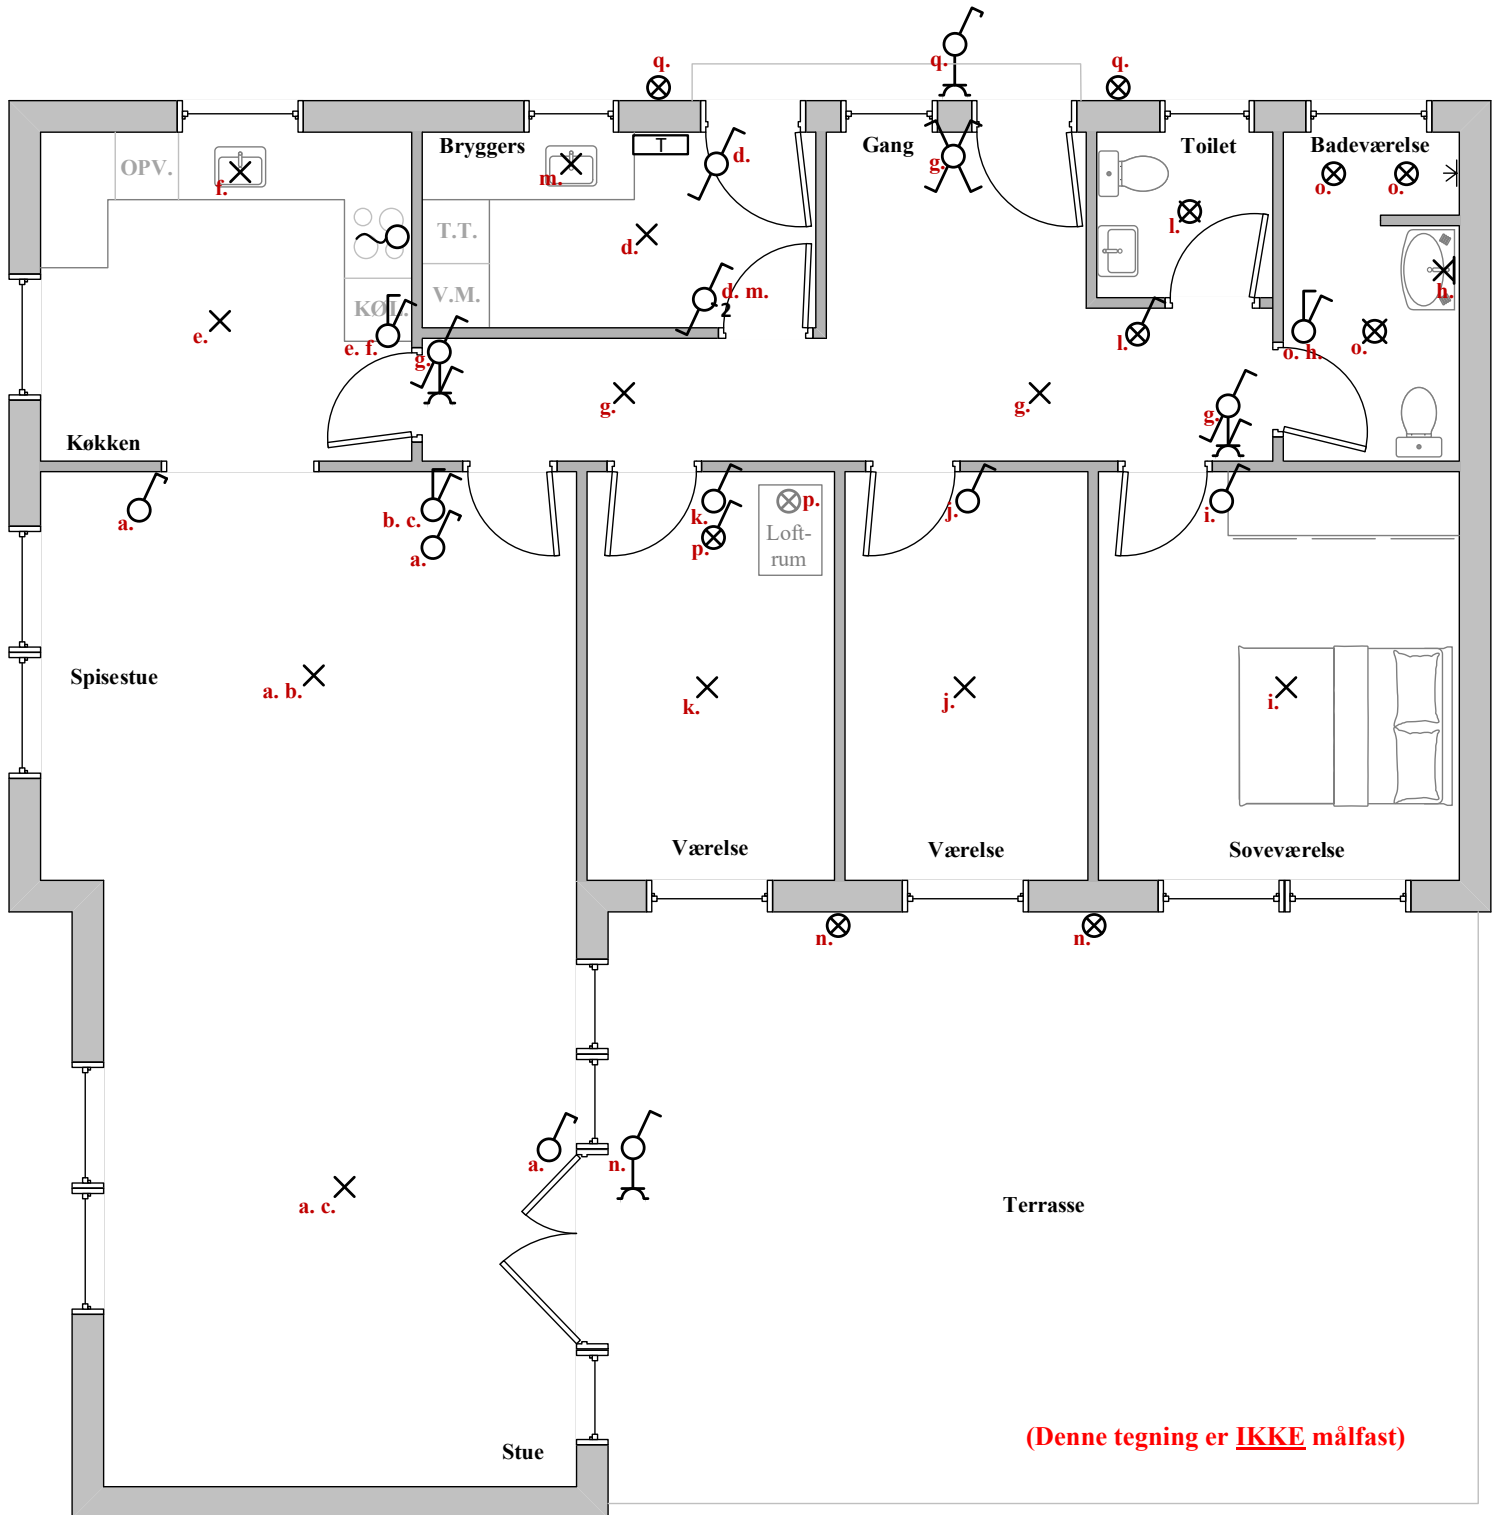 q.
q.
q.
Bryggers
T
d.
Gang
g.
Toilet
Badeværelse
OPV.
f.
m.
o.
o.
l.
T.T.
d.
V.M.
d. m.
2
h.
KØL.
e.
e. f.
g.
l.
o. h.
o.
g.
g.
g.
Køkken
a.
b. c.
a.
k.
p.
p.
Loft-
rum
j.
i.
Spisestue
a. b.
k.
j.
i.
Værelse
Værelse
Soveværelse
n.
n.
a.
n.
a. c.
Terrasse
Stue
(Denne tegning er IKKE målfast)